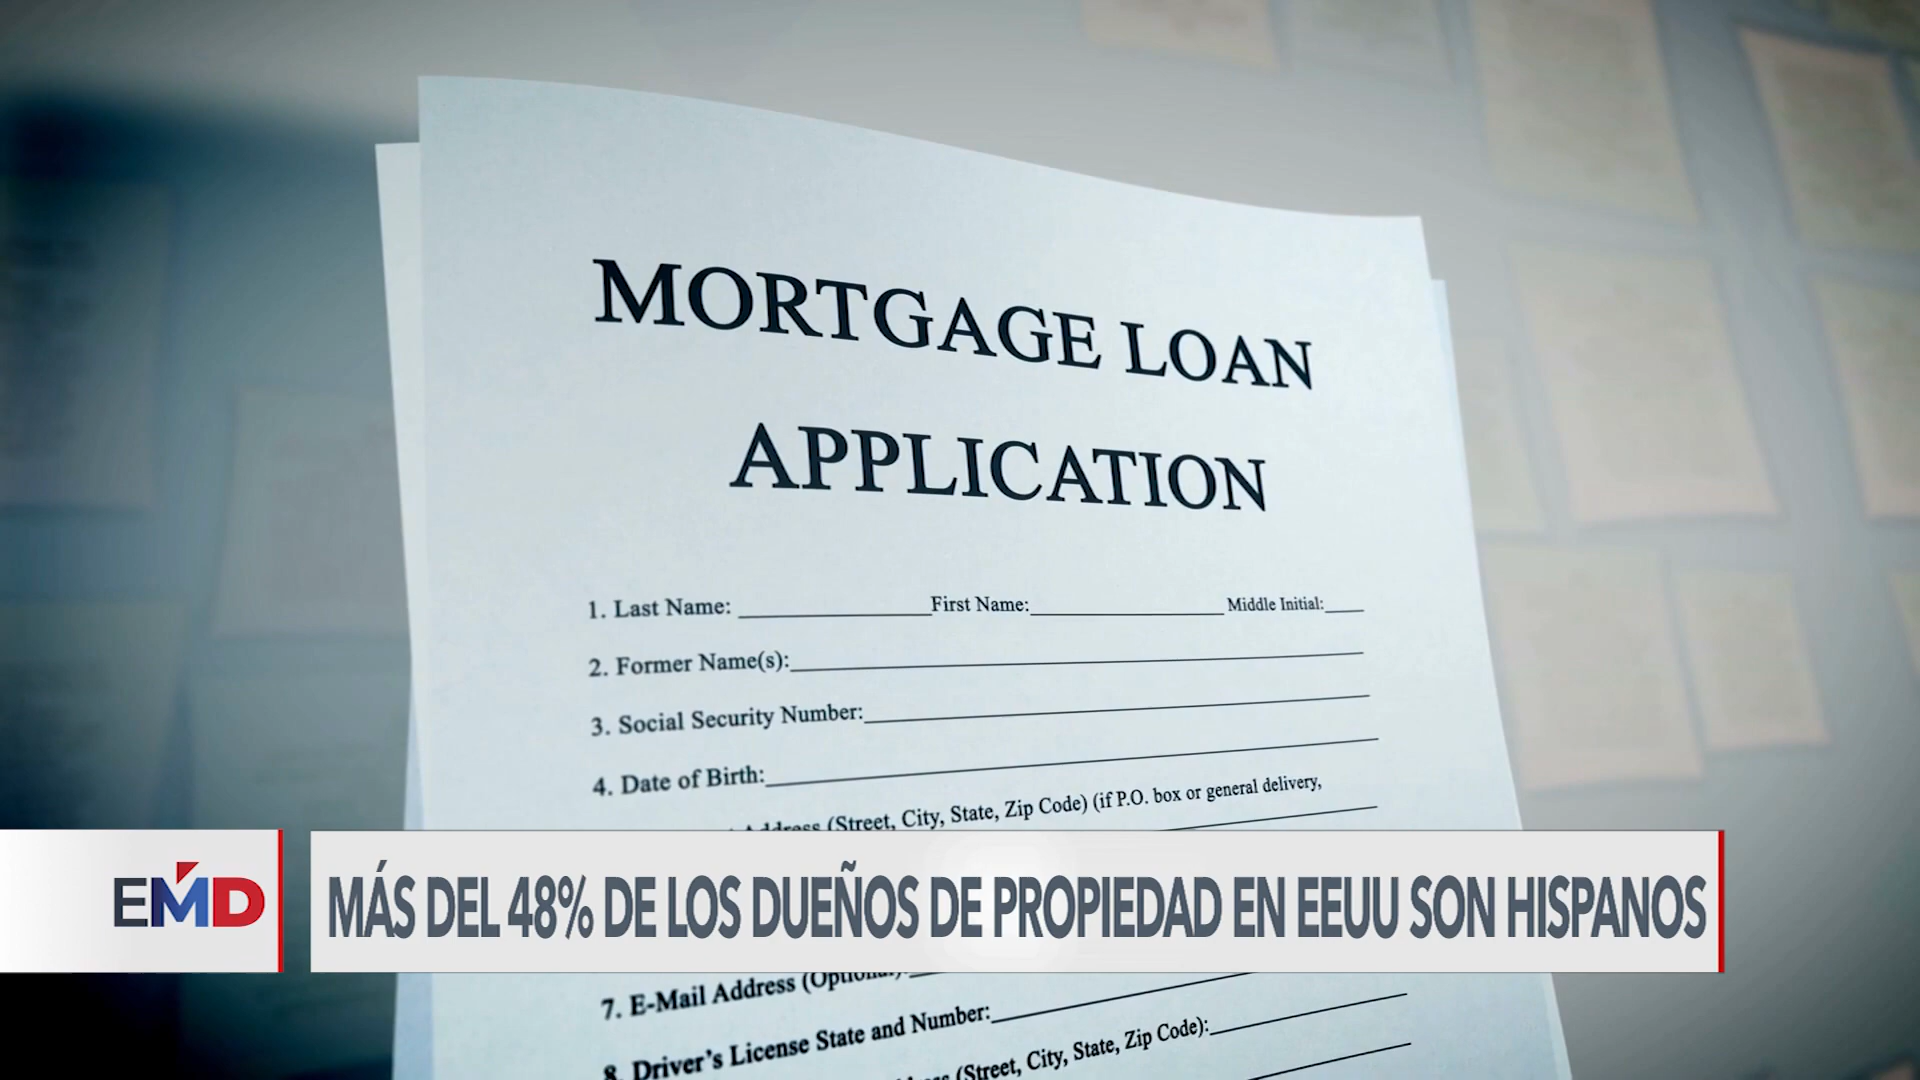 MORTGAGE LOAN
APPLICATION
1. Last Name: First Name: Middle Initial:
2. Former Name(s):
3. Social Security Number:
4. Date of Birth:
Address (Street, City, State, Zip Code) (if P.O. box or general delivery,
EMD
MÁS DEL 48% DE LOS DUEÑOS DE PROPIEDAD EN EEUU SON HISPANOS
7. E-Mail Address (Optional):
8. Driver's License State and Number:
(Street, City, State, Zip Code):